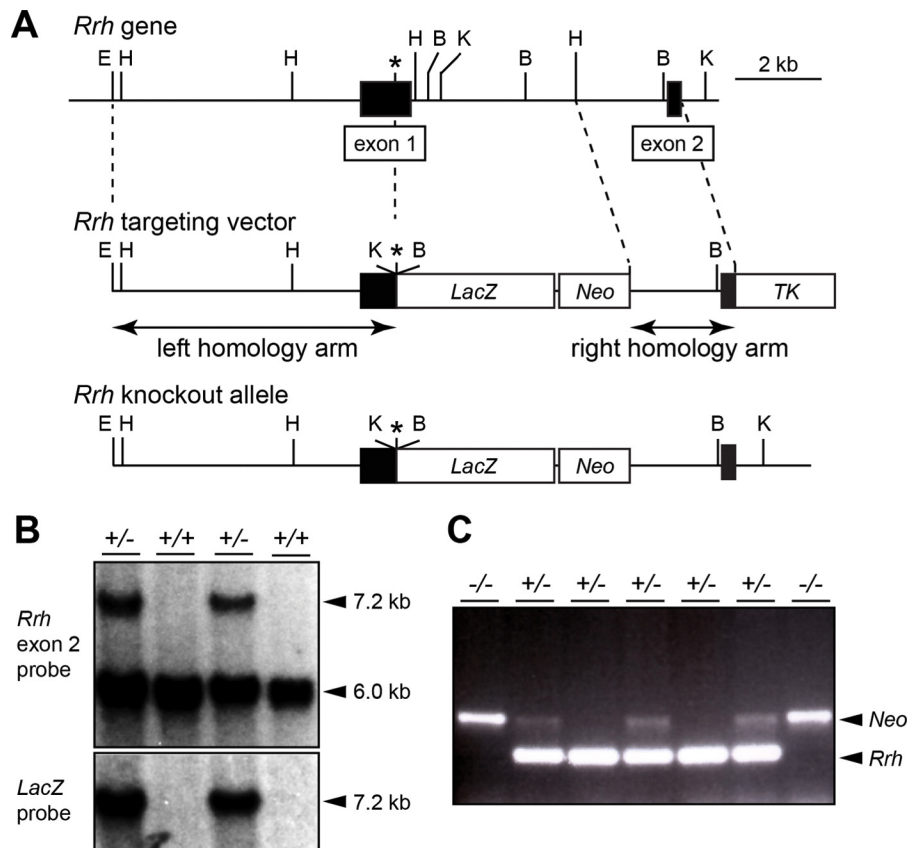 A
Rrh gene
E H H * H B K B H B K
2 kb
exon 1 exon 2
Rrh targeting vector
E H H K * B B
LacZ Neo TK
left homology arm right homology arm
Rrh knockout allele
E H H K * B B K
LacZ Neo
B
+/- +/+ +/- +/+
Rrh
exon 2
probe
7.2 kb
6.0 kb
LacZ
probe
7.2 kb
C
-/- +/- +/- +/- +/- +/- -/-
Neo
Rrh